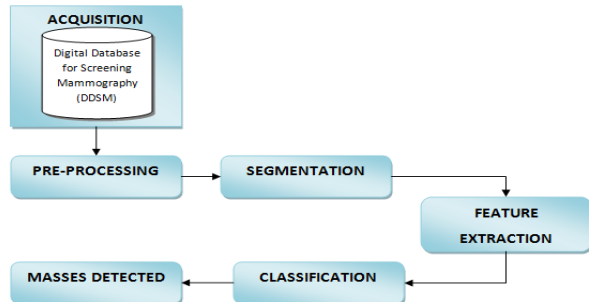 ACQUISITION
Digital Database
for Screening
Mammography
(DDSM)
PRE-PROCESSING
SEGMENTATION
FEATURE
EXTRACTION
CLASSIFICATION
MASSES DETECTED